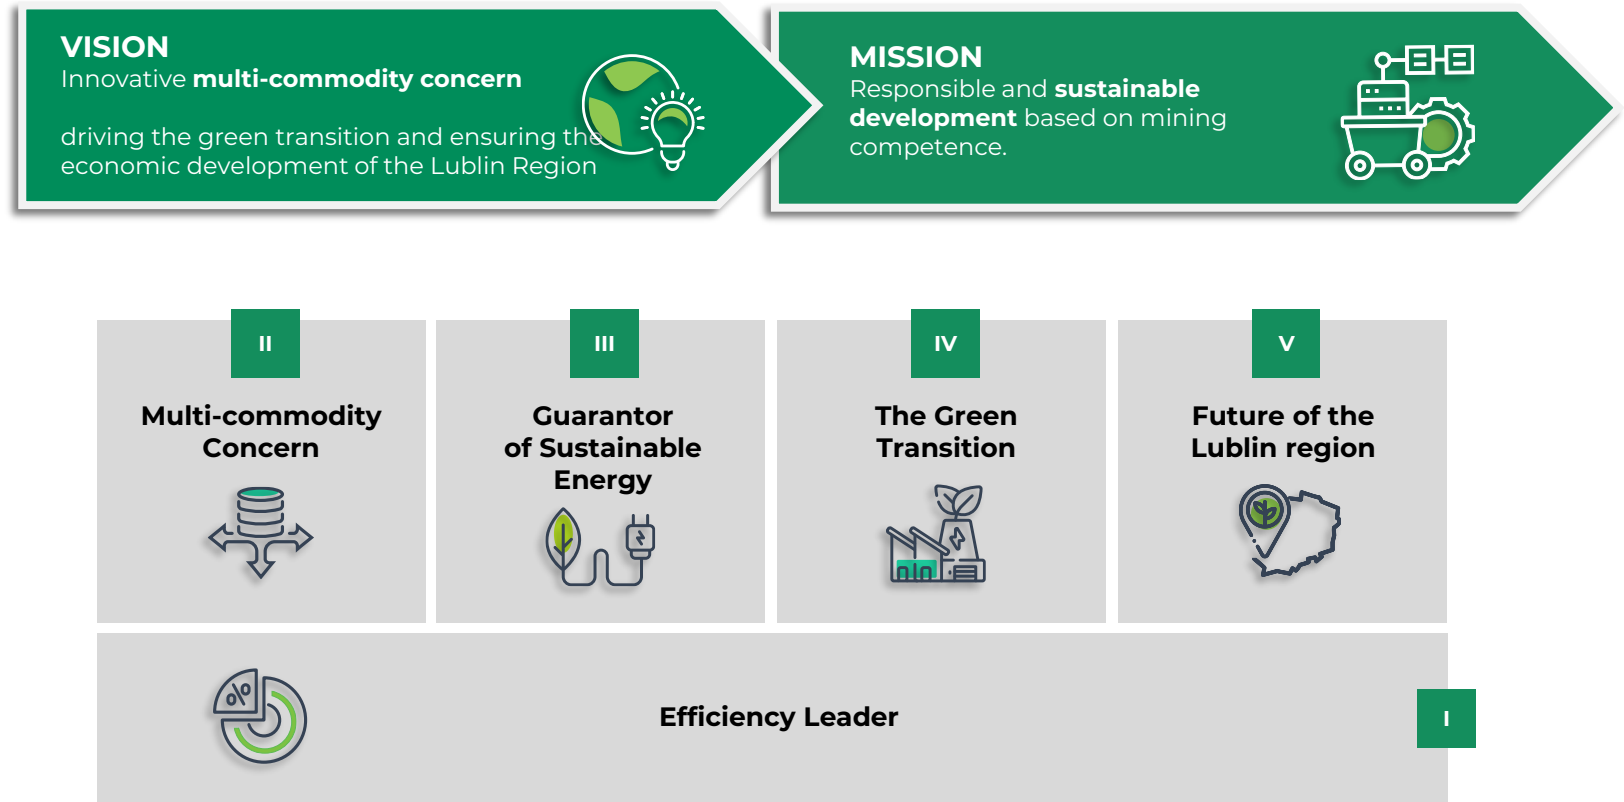 VISION
Innovative multi-commodity concern
driving the green transition and ensuring the
economic development of the Lublin Region
MISSION
Responsible and sustainable
development based on mining
competence.
II
Multi-commodity
Concern
III
Guarantor
of Sustainable
Energy
IV
The Green
Transition
V
Future of the
Lublin region
%
Efficiency Leader
I